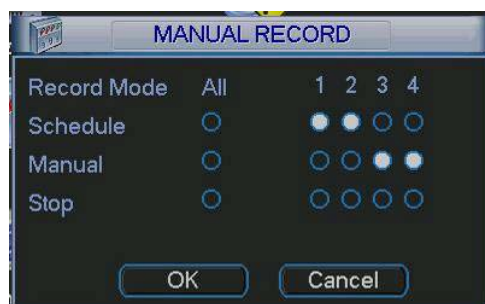 MANUAL RECORD
Record Mode All 1 2 3 4
Schedule
Manual
Stop
OK Cancel